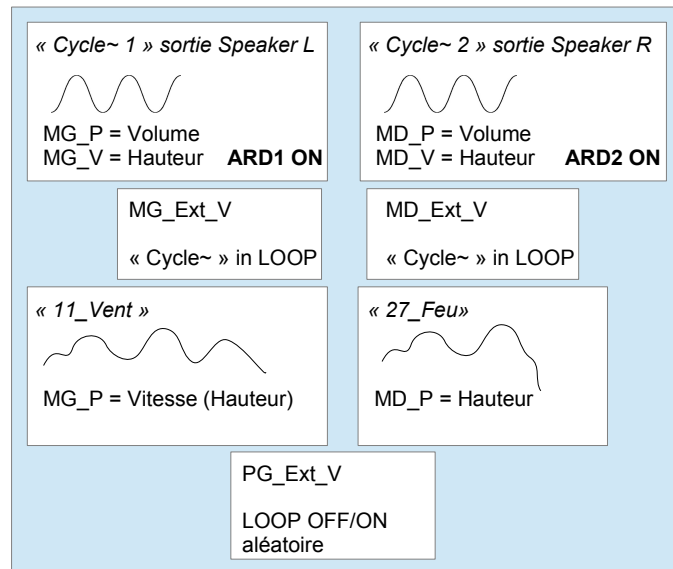 « Cycle~ 1 » sortie Speaker L
MG_P = Volume
MG_V = Hauteur ARD1 ON
« Cycle~ 2 » sortie Speaker R
MD_P = Volume
MD_V = Hauteur ARD2 ON
MG_Ext_V
« Cycle~ » in LOOP
MD_Ext_V
« Cycle~ » in LOOP
« 11_Vent »
MG_P = Vitesse (Hauteur)
« 27_Feu»
MD_P = Hauteur
PG_Ext_V
LOOP OFF/ON
aléatoire